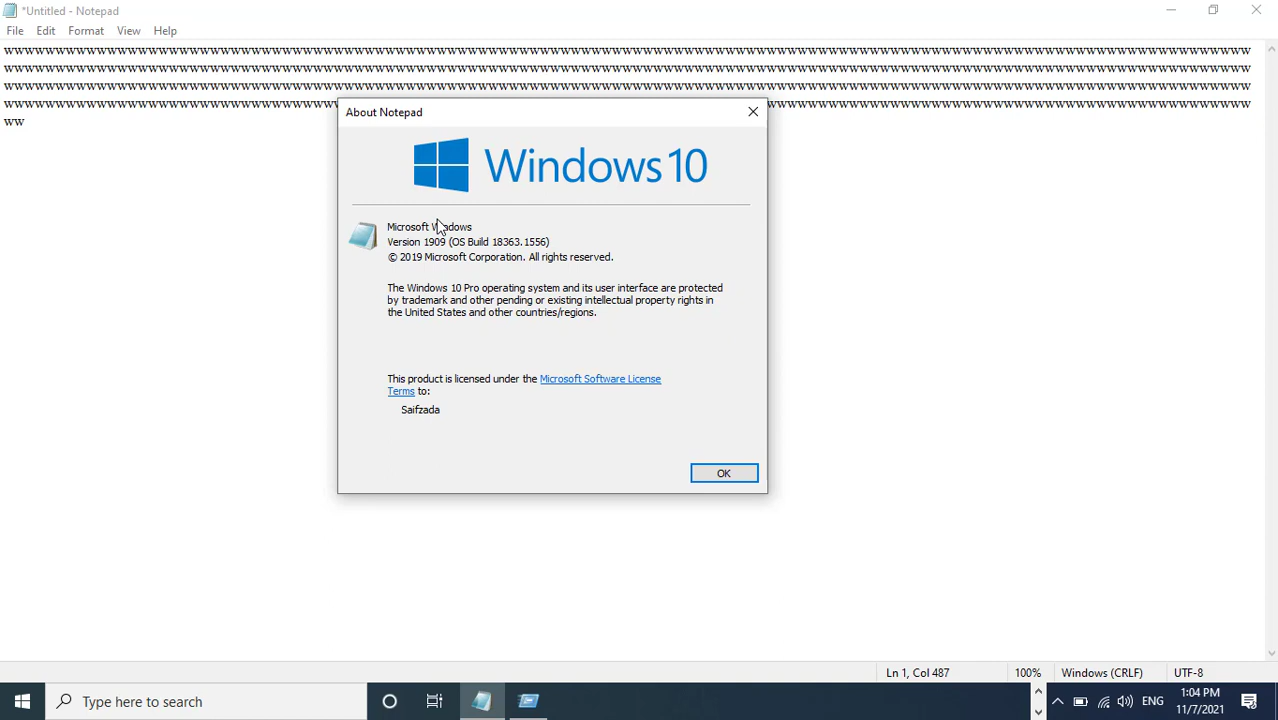 *Untitled - Notepad
File Edit Format View Help
wwwwwwwwwwwwwwwwwwwwwwwwwwwwwwwwwwwwwwwwwwwwwwwwwwwwwwwwwwwwwwwwwwwwwwwwwwwwwwwwwwwwwwwwwwwwwwwwwwwwwwwwwwwwwwwwwwwwwwwww
wwwwwwwwwwwwwwwwwwwwwwwwwwwwwwwwwwwwwwwwwwwwwwwwwwwwwwwwwwwwwwwwwwwwwwwwwwwwwwwwwwwwwwwwwwwwwwwwwwwwwwwwwwwwwwwwwwwwwwwww
wwwwwwwwwwwwwwwwwwwwwwwwwwwwwwwwwwwwwwwwwwwwwwwwwwwwwwwwwwwwwwwwwwwwwwwwwwwwwwwwwwwwwwwwwwwwwwwwwwwwwwwwwwwwwwwwwwwwwwwww
wwwwwwwwwwwwwwwwwwwwwwwwwwwwwwwwwwwwwwwwwwwwwwwwwwwwwwwwwwwwwwwwwwwwwwwwwwwwwwwwwwwwwwwwwwwwwwwwwwwwwwwwwwwwwwwwwwwwwwwww
ww
About Notepad
Windows 10
Microsoft Windows
Version 1909 (OS Build 18363.1556)
© 2019 Microsoft Corporation. All rights reserved.
The Windows 10 Pro operating system and its user interface are protected
by trademark and other pending or existing intellectual property rights in
the United States and other countries/regions.
This product is licensed under the Microsoft Software License
Terms to:
Saifzada
OK
Ln 1, Col 487 100% Windows (CRLF) UTF-8
Type here to search
ENG
1:04 PM
11/7/2021